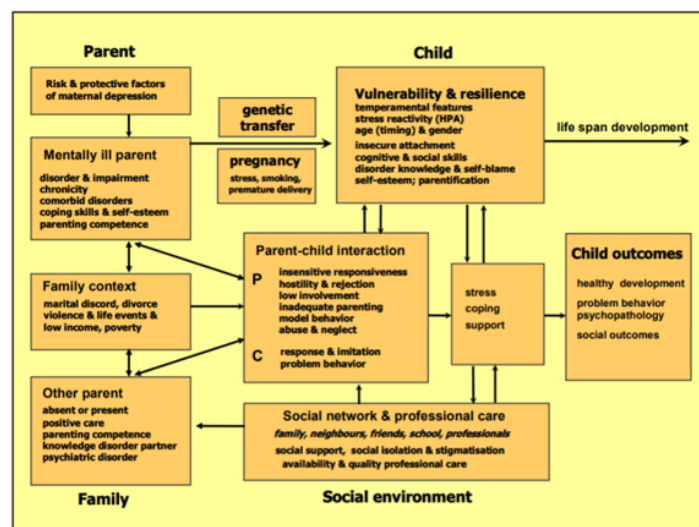 Parent
Child
Risk & protective factors
of maternal depression
genetic
transfer
pregnancy
stress, smoking,
premature delivery
Vulnerability & resilience
temperamental features
stress reactivity (HPA)
age (timing) & gender
insecure attachment
cognitive & social skills
disorder knowledge & self-blame
self-esteem; parentification
life span development
Mentally ill parent
disorder & impairment
chronicity
comorbid disorders
coping skills & self-esteem
parenting competence
Family context
marital discord, divorce
violence & life events &
low income, poverty
Parent-child interaction
P
insensitive responsiveness
hostility & rejection
low involvement
inadequate parenting
model behavior
abuse & neglect
C
response & imitation
problem behavior
stress
coping
support
Child outcomes
healthy development
problem behavior
psychopathology
social outcomes
Other parent
absent or present
positive care
parenting competence
knowledge disorder partner
psychiatric disorder
Social network & professional care
family, neighbours, friends, school, professionals
social support, social isolation & stigmatisation
availability & quality professional care
Family
Social environment